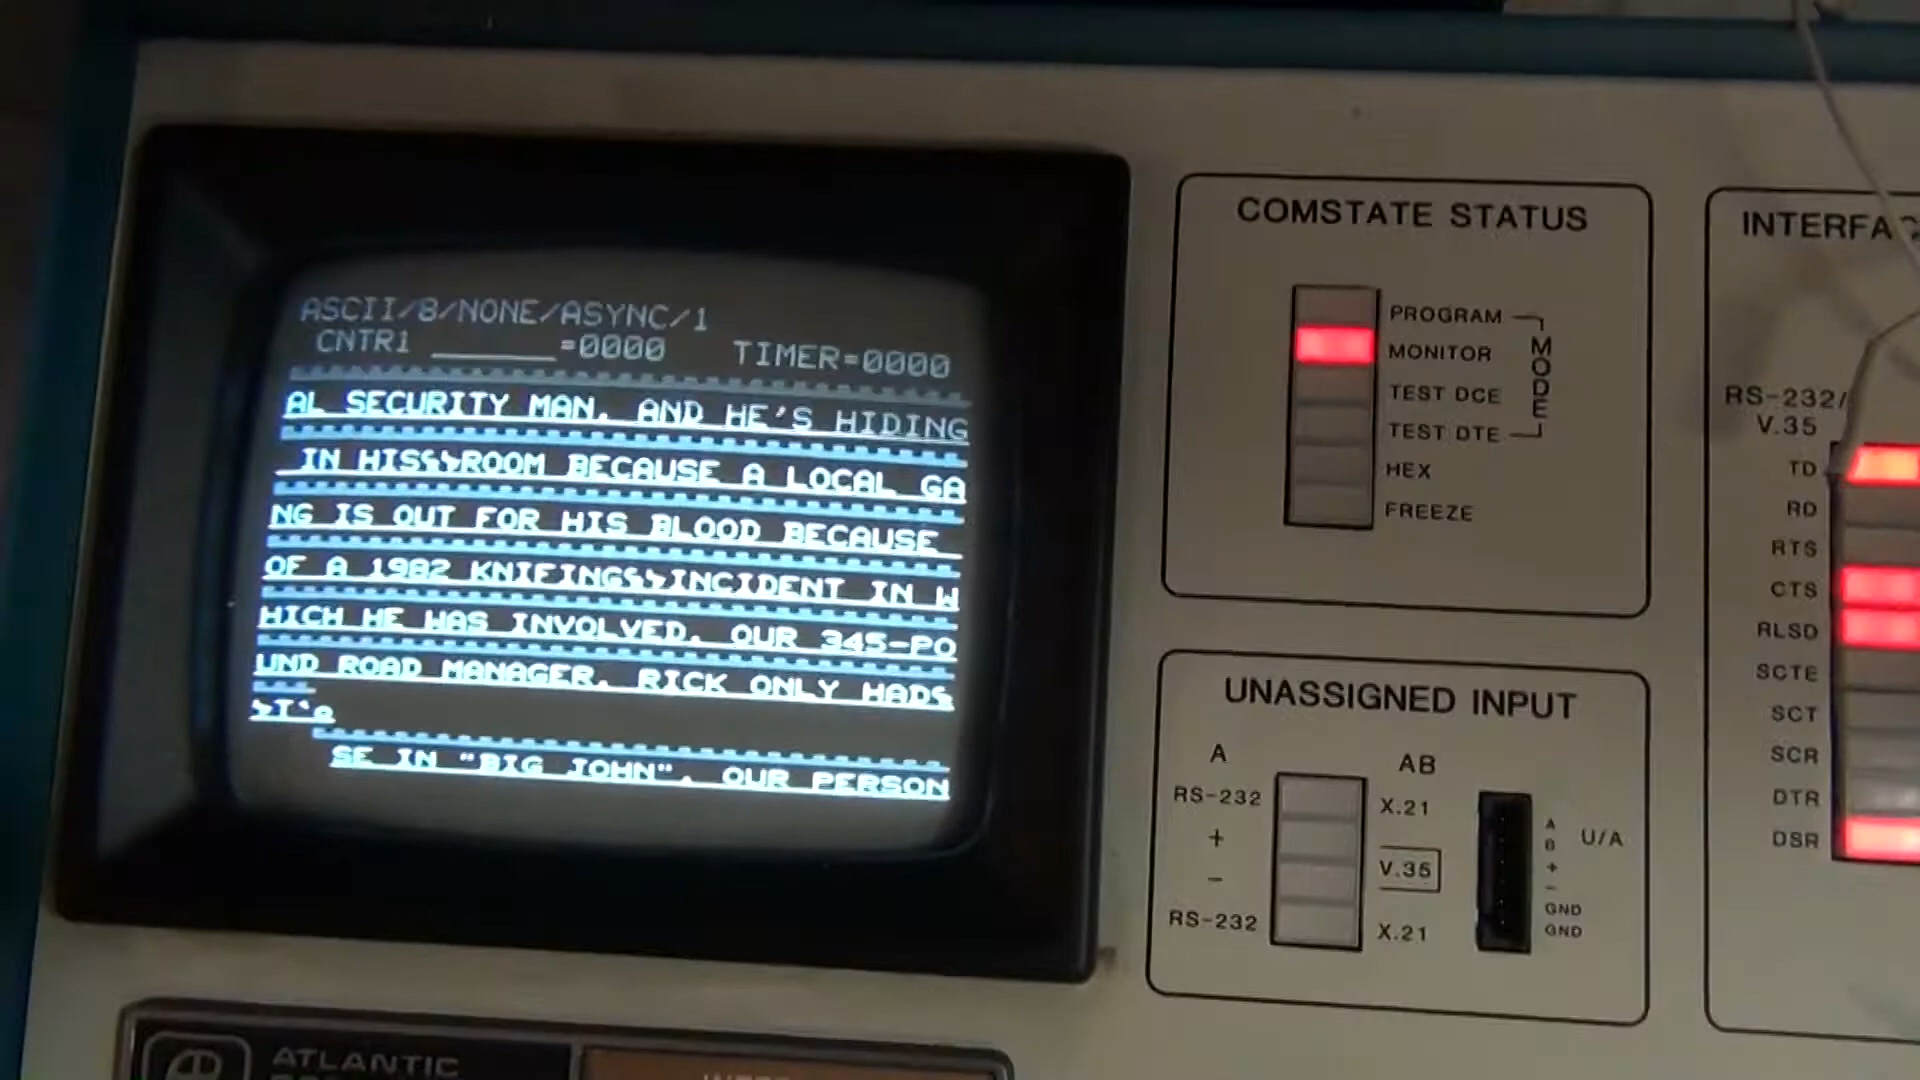 ASCII/8/NONE/ASYNC/1
CNTR1 ______=0000 TIMER=0000
AL SECURITY MAN. AND HE'S HIDING
IN HIS␍␊ROOM BECAUSE A LOCAL GA
NG IS OUT FOR HIS BLOOD BECAUSE
OF A 1982 KNIFING␍␊INCIDENT IN W
HICH HE WAS INVOLVED. OUR 345-PO
UND ROAD MANAGER. RICK ONLY HAD
SE IN "BIG JOHN". OUR PERSON
COMSTATE STATUS
PROGRAM
MONITOR
TEST DCE
TEST DTE
HEX
FREEZE
MODE
UNASSIGNED INPUT
A
AB
RS-232
X.21
+
-
V.35
RS-232
X.21
A
B
+
-
GND
GND
U/A
RS-232/
V.35
TD
RD
RTS
CTS
RLSD
SCTE
SCT
SCR
DTR
DSR
ATLANTIC